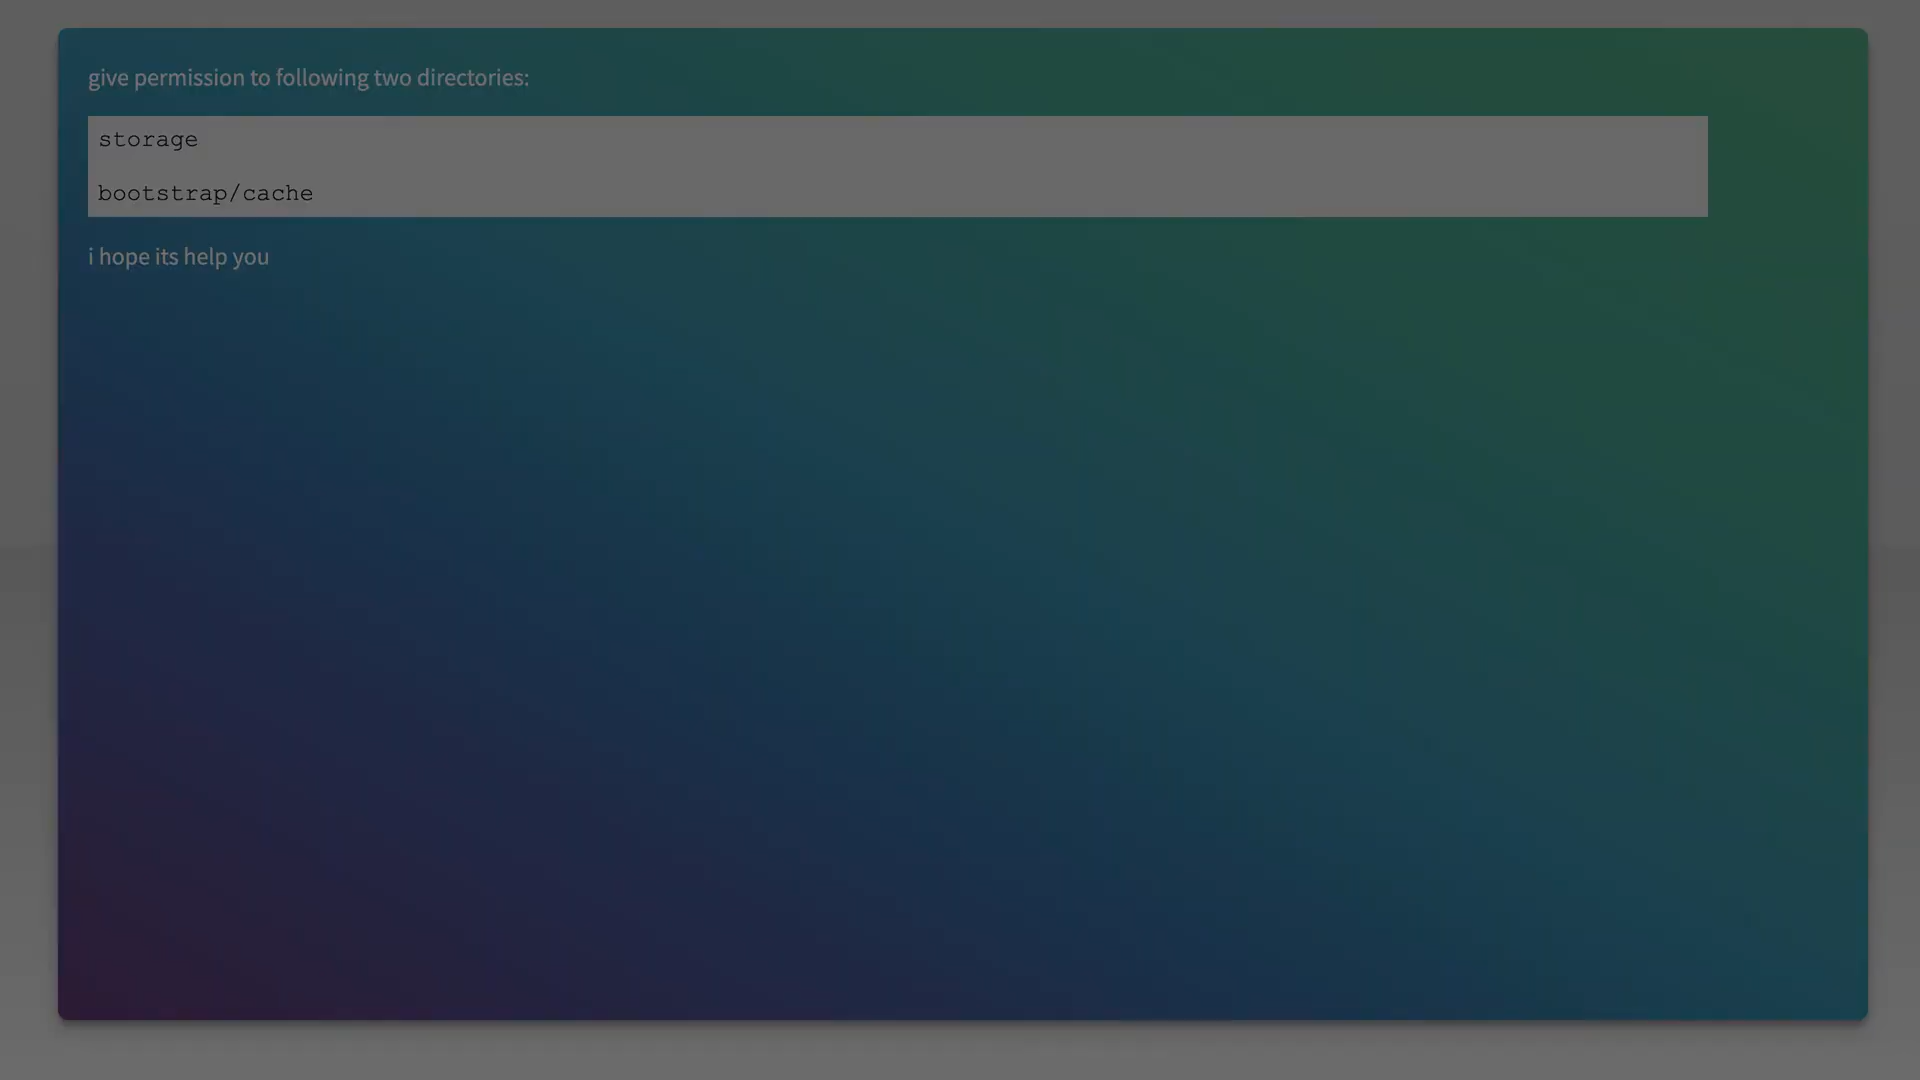 give permission to following two directories:
storage
bootstrap/cache
i hope its help you